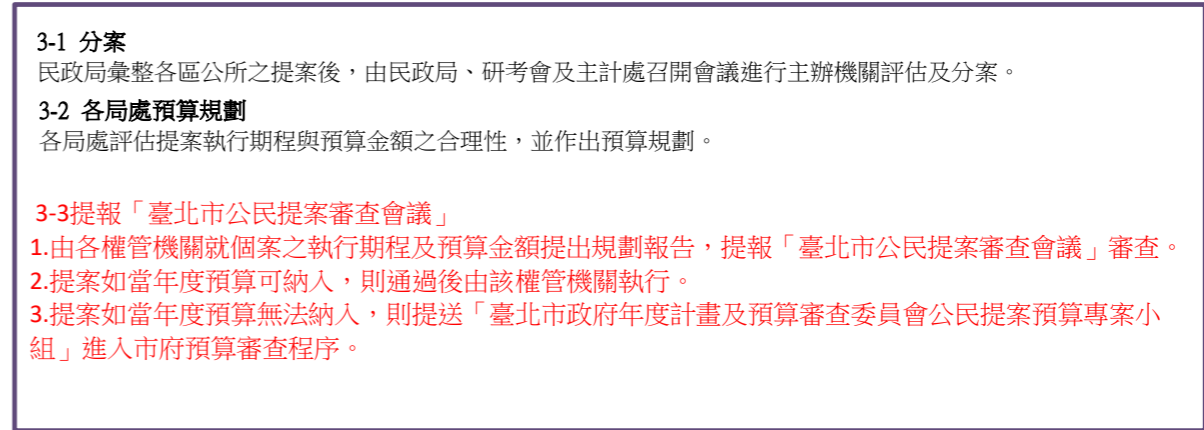 3-1 分案
民政局彙整各區公所之提案後，由民政局、研考會及主計處召開會議進行主辦機關評估及分案。
3-2 各局處預算規劃
各局處評估提案執行期程與預算金額之合理性，並作出預算規劃。
3-3提報「臺北市公民提案審查會議」
1.由各權管機關就個案之執行期程及預算金額提出規劃報告，提報「臺北市公民提案審查會議」審查。
2.提案如當年度預算可納入，則通過後由該權管機關執行。
3.提案如當年度預算無法納入，則提送「臺北市政府年度計畫及預算審查委員會公民提案預算專案小
組」進入市府預算審查程序。